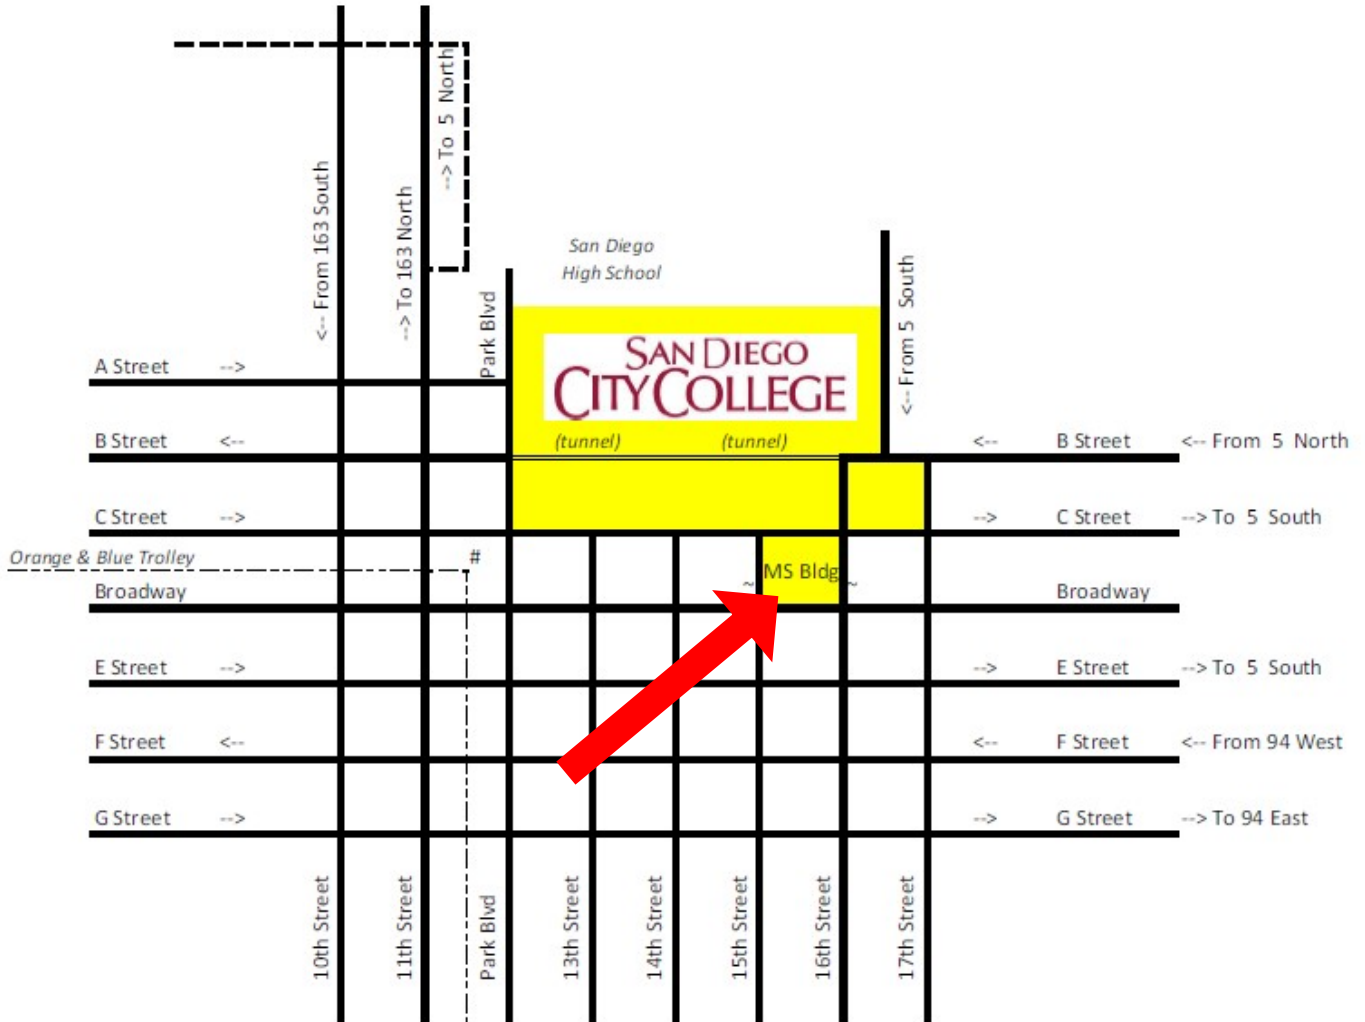 --> To 5 North
<-- From 163 South
--> To 163 North
Park Blvd
San Diego
High School
<-- From 5 South
SAN DIEGO
CITY COLLEGE
A Street -->
B Street <--
(tunnel) (tunnel)
<-- B Street <-- From 5 North
C Street -->
--> C Street --> To 5 South
Orange & Blue Trolley
#
~ MS Bldg ~
Broadway
Broadway
E Street -->
--> E Street --> To 5 South
F Street <--
<-- F Street <-- From 94 West
G Street -->
--> G Street --> To 94 East
10th Street
11th Street
Park Blvd
13th Street
14th Street
15th Street
16th Street
17th Street